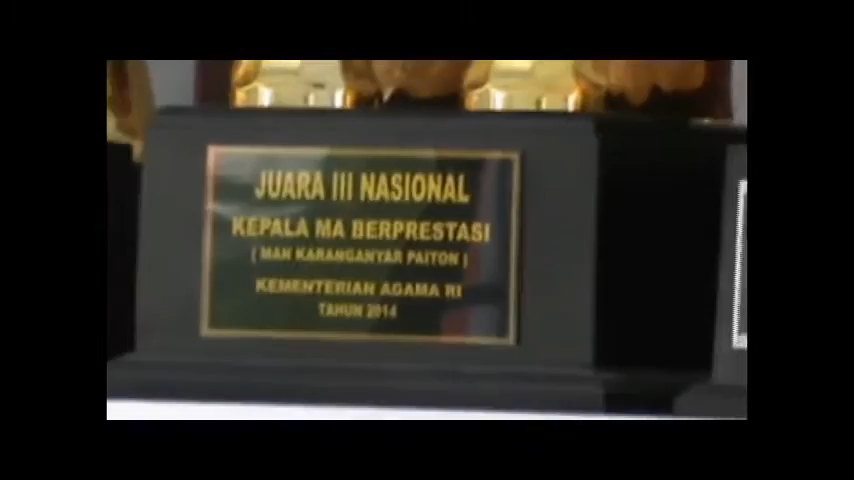 JUARA III NASIONAL
KEPALA MA BERPRESTASI
( MAN KARANGANYAR PAITON )
KEMENTERIAN AGAMA RI
TAHUN 2014